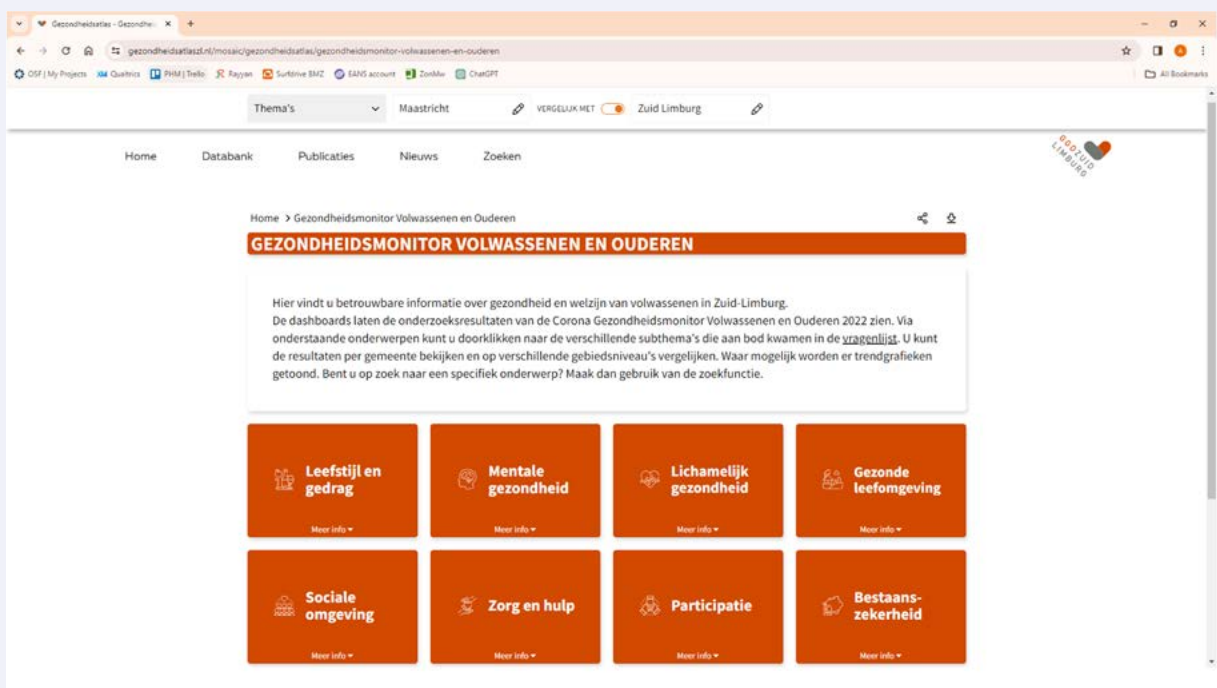 Gezondheidsatlas - Gezondhei
gezondheidsatlaszl.nl/mosaic/gezondheidsatlas/gezondheidsmonitor-volwassenen-en-ouderen
OSF | My Projects XM Qualtrics PHM | Trello Rayyan Surfdrive BMZ EANS account ZonMw ChatGPT All Bookmarks
Thema's Maastricht VERGELIJK MET Zuid Limburg
Home Databank Publicaties Nieuws Zoeken
GGD ZUID
LIMBURG
Home > Gezondheidsmonitor Volwassenen en Ouderen
GEZONDHEIDSMONITOR VOLWASSENEN EN OUDEREN
Hier vindt u betrouwbare informatie over gezondheid en welzijn van volwassenen in Zuid-Limburg.
De dashboards laten de onderzoeksresultaten van de Corona Gezondheidsmonitor Volwassenen en Ouderen 2022 zien. Via
onderstaande onderwerpen kunt u doorklikken naar de verschillende subthema's die aan bod kwamen in de vragenlijst. U kunt
de resultaten per gemeente bekijken en op verschillende gebiedsniveau's vergelijken. Waar mogelijk worden er trendgrafieken
getoond. Bent u op zoek naar een specifiek onderwerp? Maak dan gebruik van de zoekfunctie.
Leefstijl en
gedrag
Meer info
Mentale
gezondheid
Meer info
Lichamelijk
gezondheid
Meer info
Gezonde
leefomgeving
Meer info
Sociale
omgeving
Meer info
Zorg en hulp
Meer info
Participatie
Meer info
Bestaans-
zekerheid
Meer info